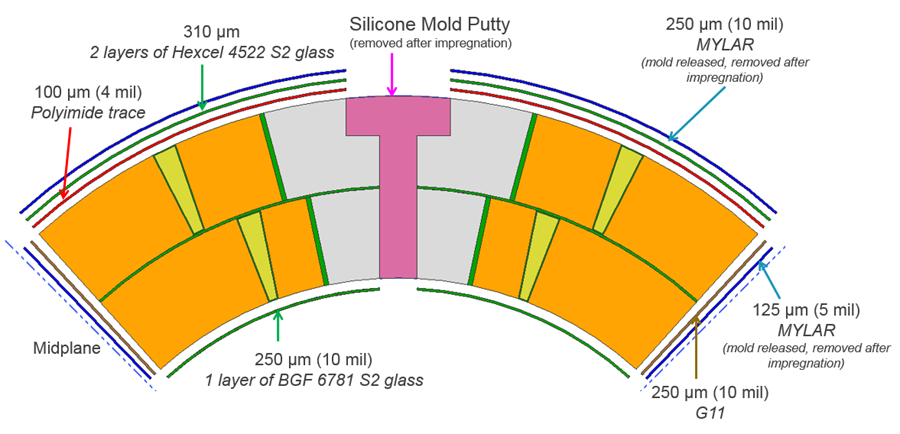 310 µm
2 layers of Hexcel 4522 S2 glass
Silicone Mold Putty
(removed after impregnation)
250 µm (10 mil)
MYLAR
(mold released, removed after
impregnation)
100 µm (4 mil)
Polyimide trace
Midplane
250 µm (10 mil)
1 layer of BGF 6781 S2 glass
125 µm (5 mil)
MYLAR
(mold released, removed after
impregnation)
250 µm (10 mil)
G11